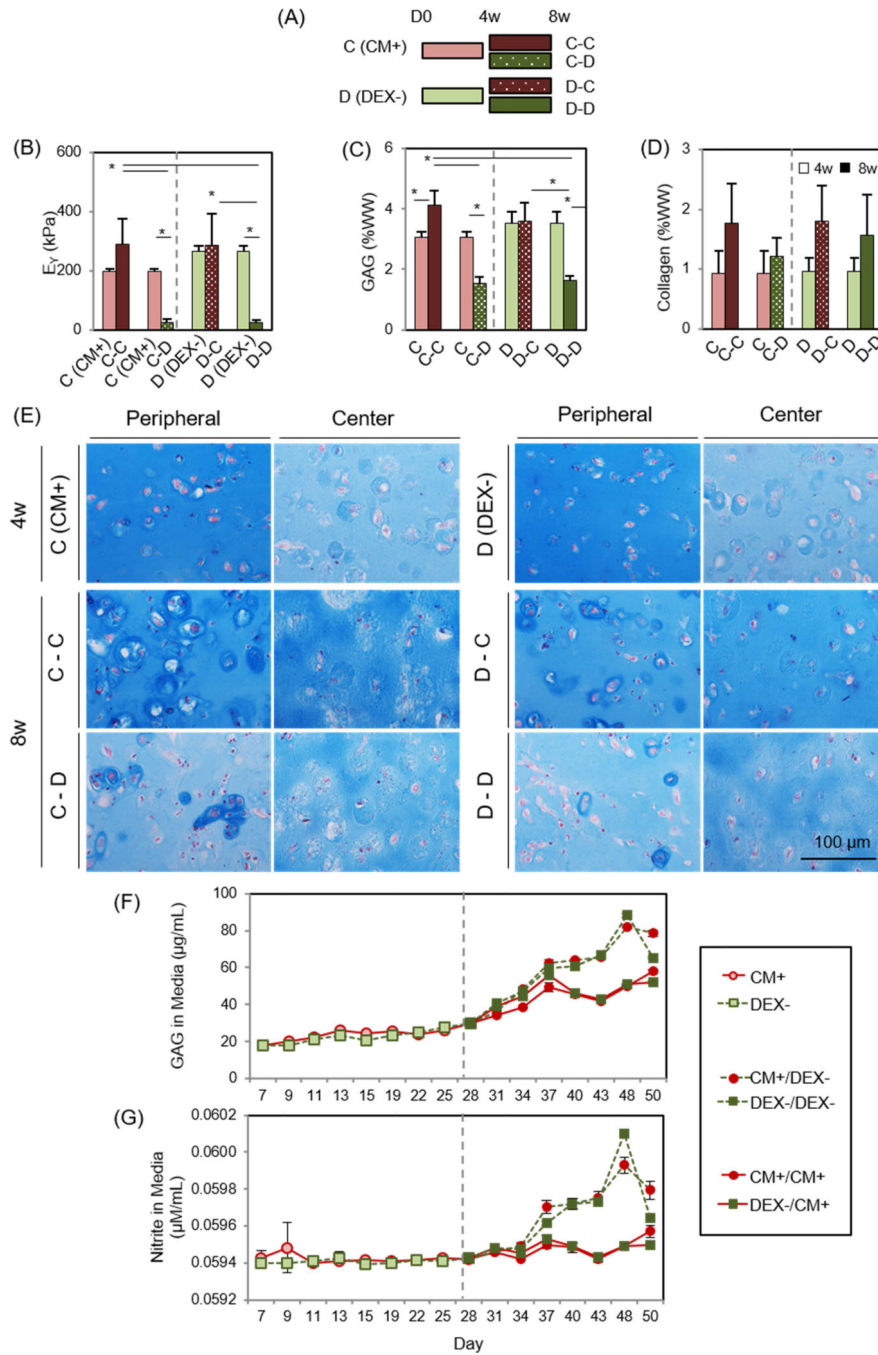 (A)
D0 4w 8w
C (CM+)
C-C
C-D
D (DEX-)
D-C
D-D
(B)
600
400
200
0
E_Y (kPa)
* * * *
C (CM+)
C-C
C (CM+)
C-D
D (DEX-)
D-C
D (DEX-)
D-D
(C)
6
4
2
0
GAG (%WW)
* * * * *
C
C-C
C
C-D
D
D-C
D
D-D
(D)
3
2
1
0
Collagen (%WW)
4w 8w
C
C-C
C
C-D
D
D-C
D
D-D
(E)
Peripheral Center Peripheral Center
4w
C (CM+)
D (DEX-)
8w
C - C
D - C
C - D
D - D
100 µm
(F)
GAG in Media (µg/mL)
100
80
60
40
20
0
7 9 11 13 15 19 22 25 28 31 34 37 40 43 48 50
(G)
Nitrite in Media
(µM/mL)
0.0602
0.0600
0.0598
0.0596
0.0594
0.0592
7 9 11 13 15 19 22 25 28 31 34 37 40 43 48 50
Day
CM+
DEX-
CM+/DEX-
DEX-/DEX-
CM+/CM+
DEX-/CM+